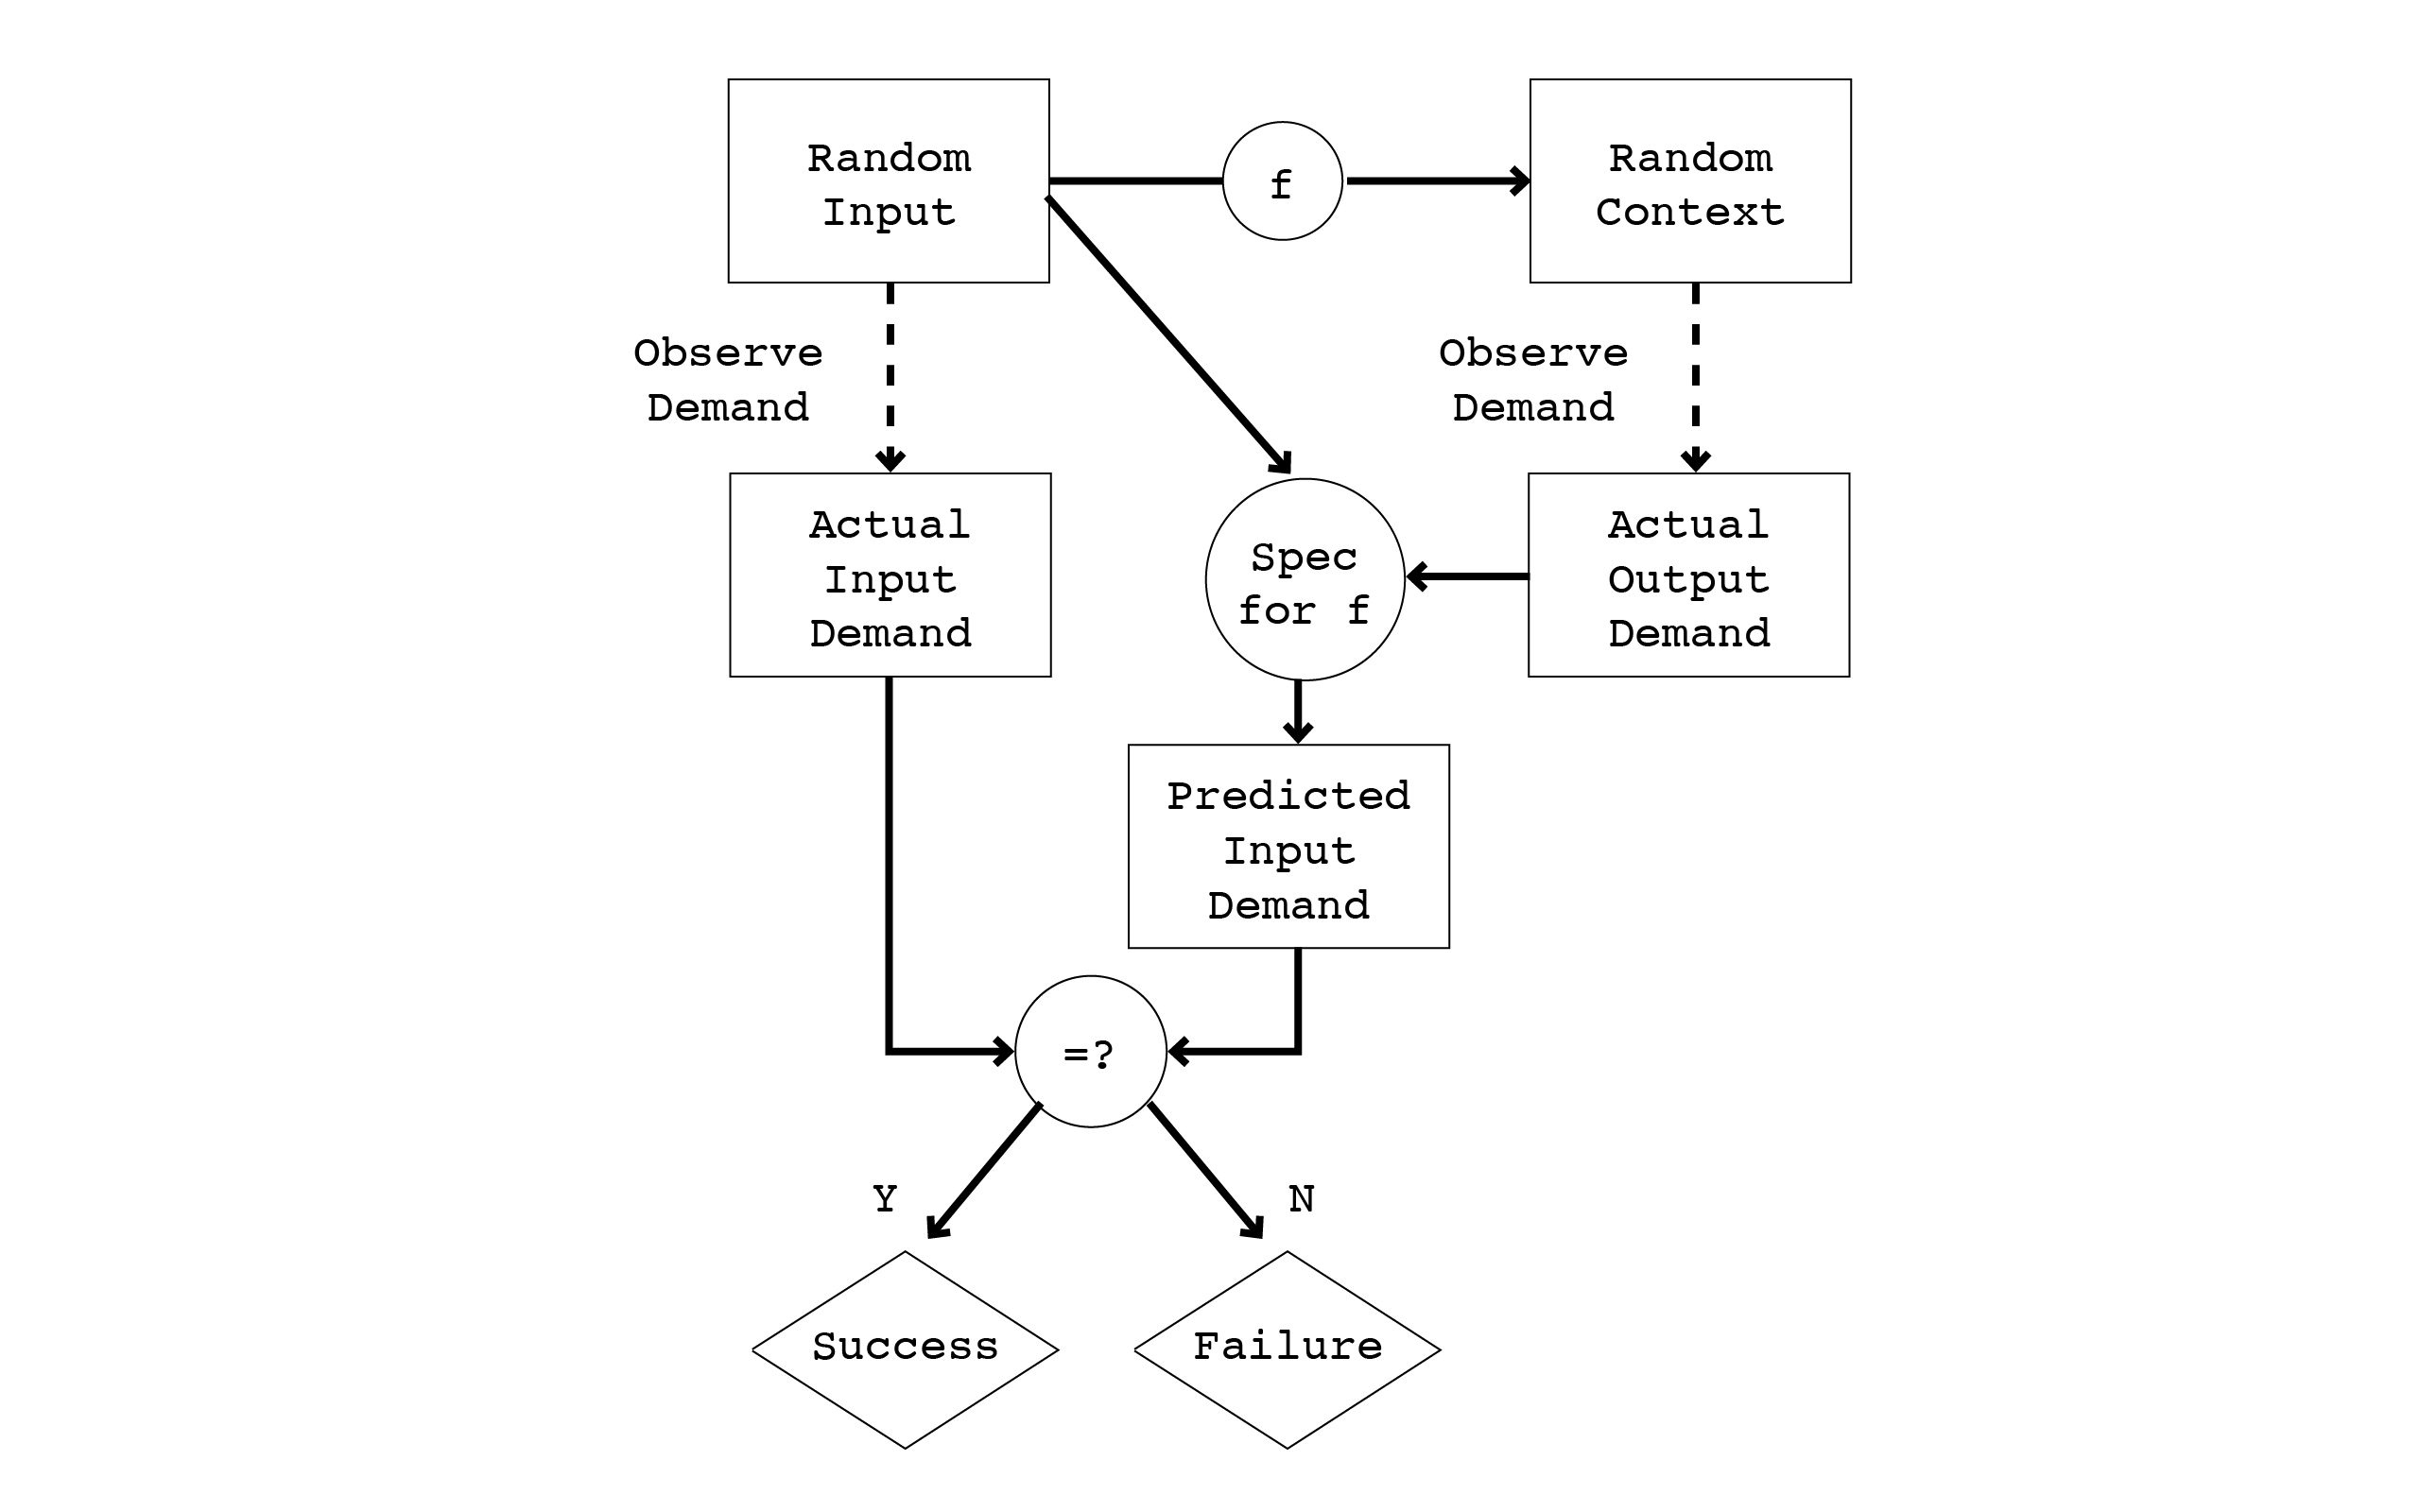 Random
Input
f
Random
Context
Observe
Demand
Observe
Demand
Actual
Input
Demand
Spec
for f
Actual
Output
Demand
Predicted
Input
Demand
=?
Y
N
Success
Failure